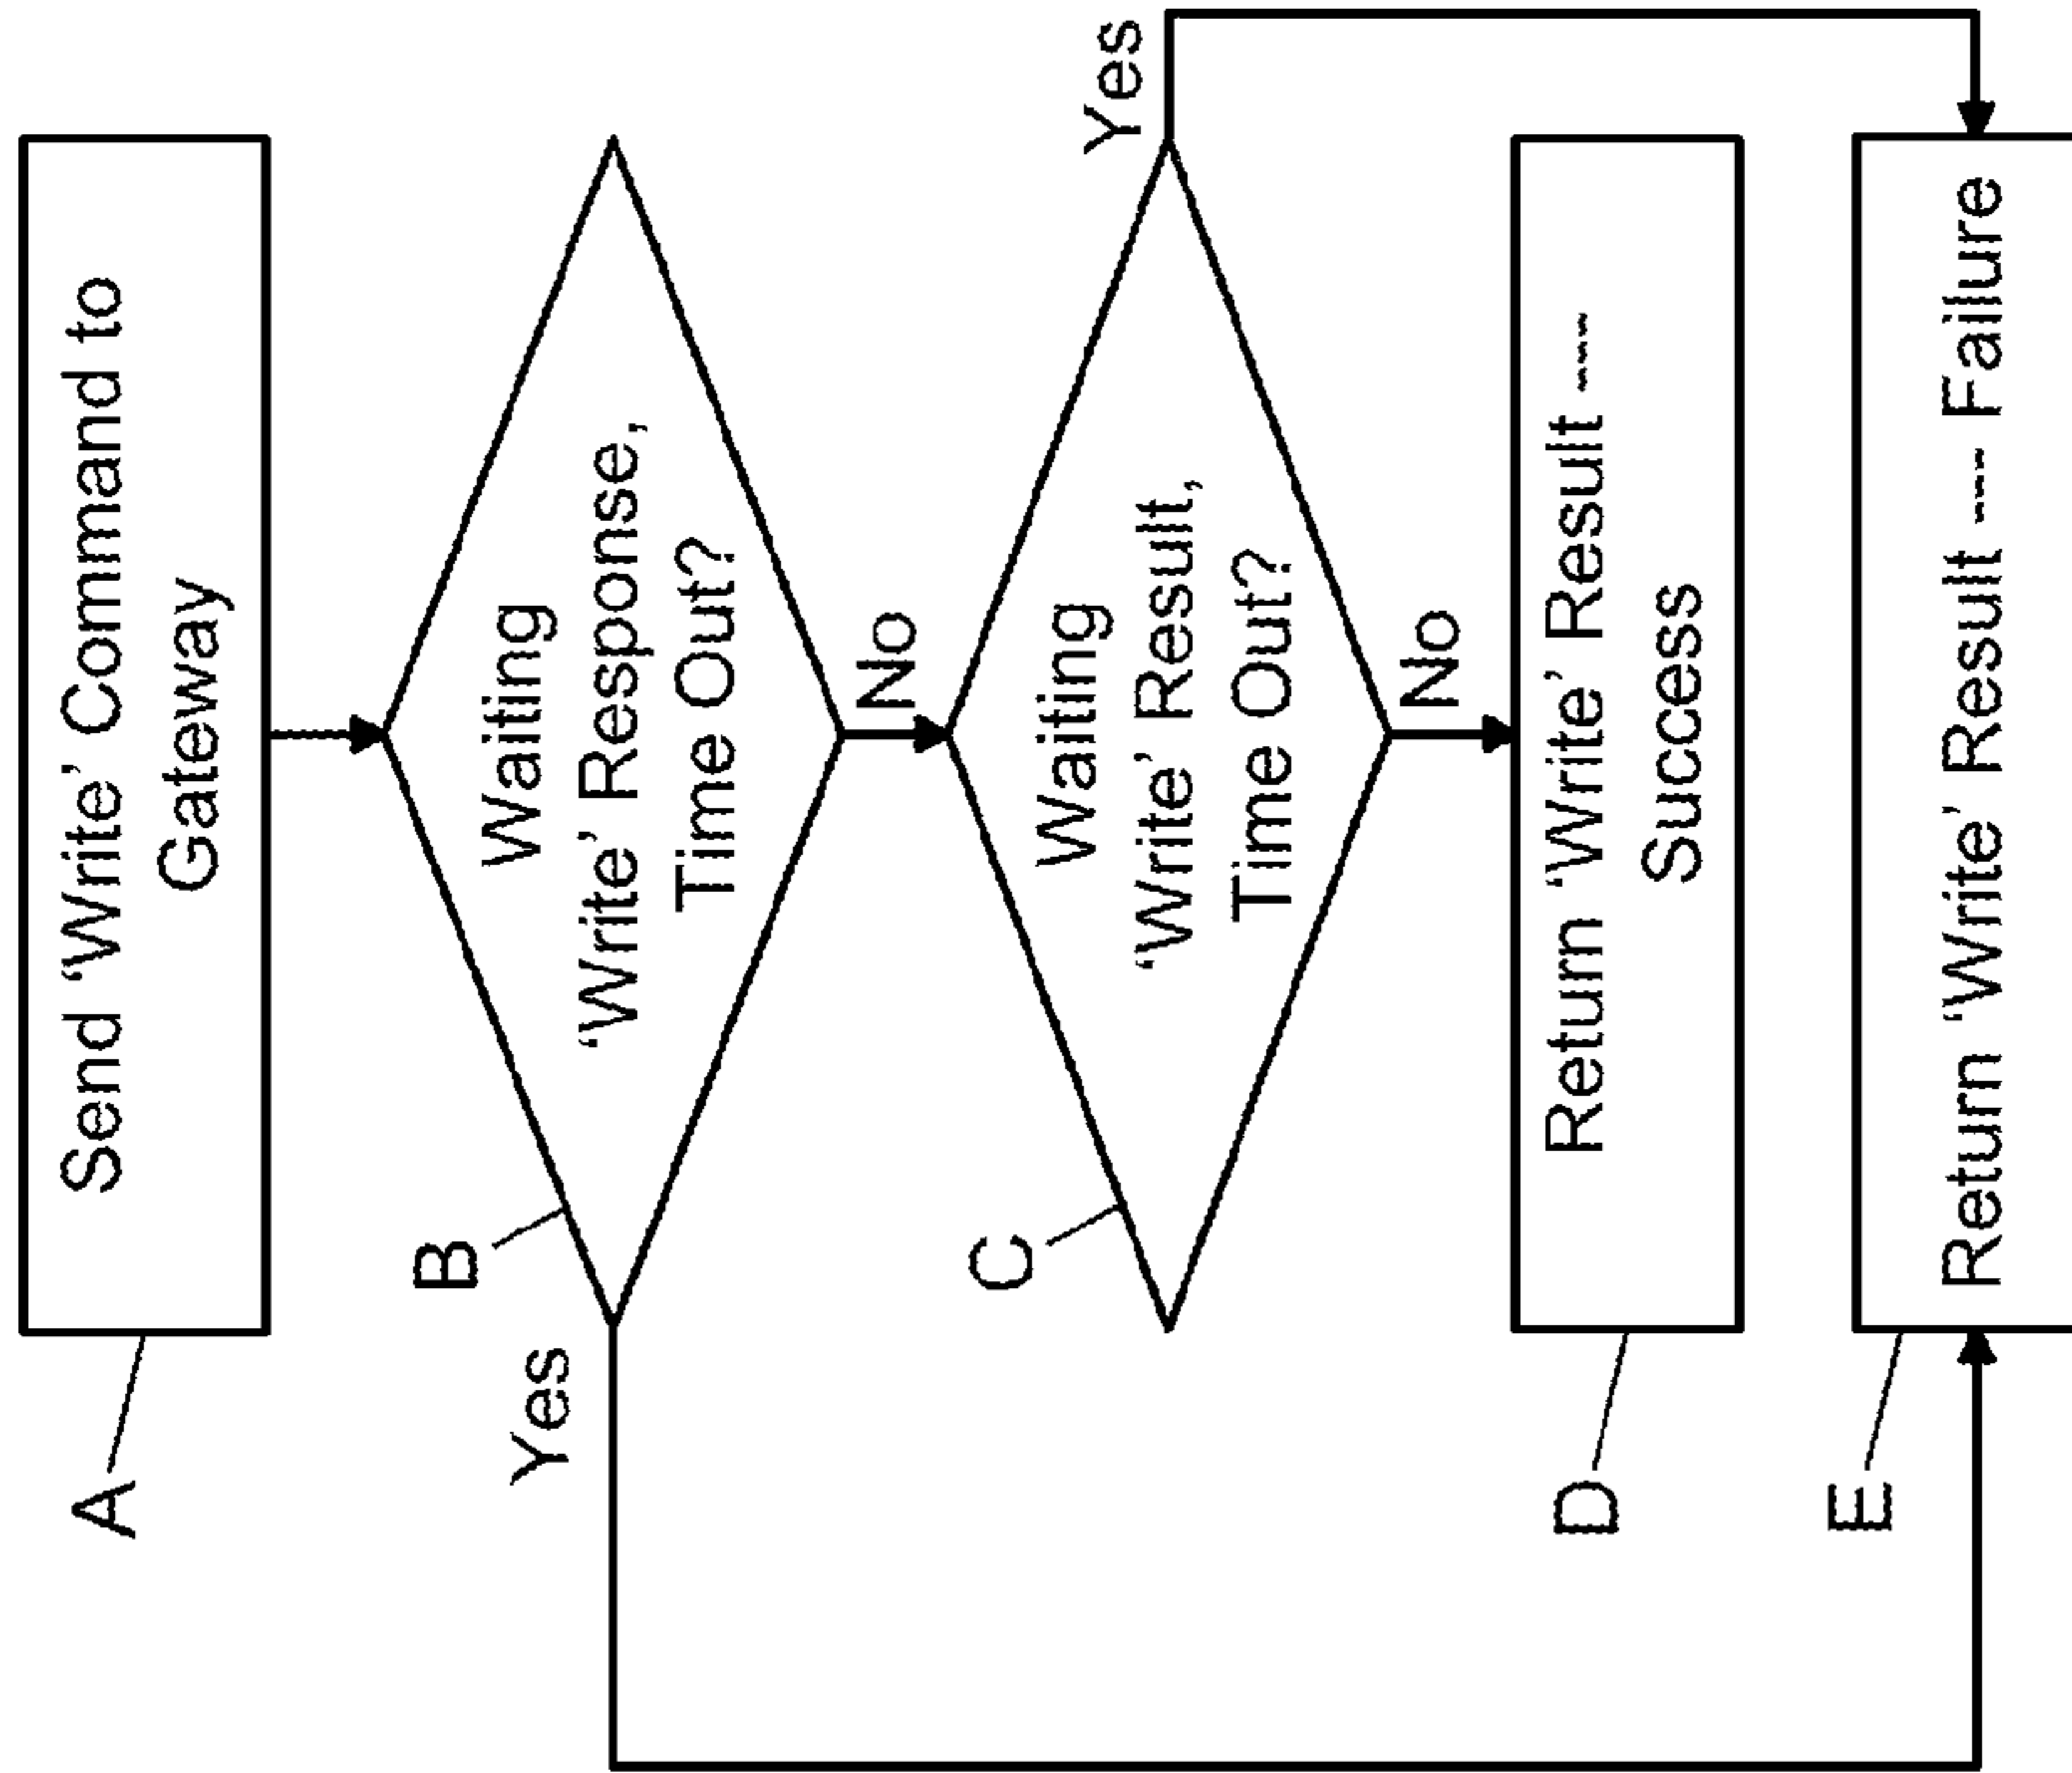 A
Send ‘Write’ Command to
Gateway
B
Waiting
‘Write’ Response,
Time Out?
Yes
No
C
Waiting
‘Write’ Result,
Time Out?
Yes
No
D
Return ‘Write’ Result ---
Success
E
Return ‘Write’ Result --- Failure